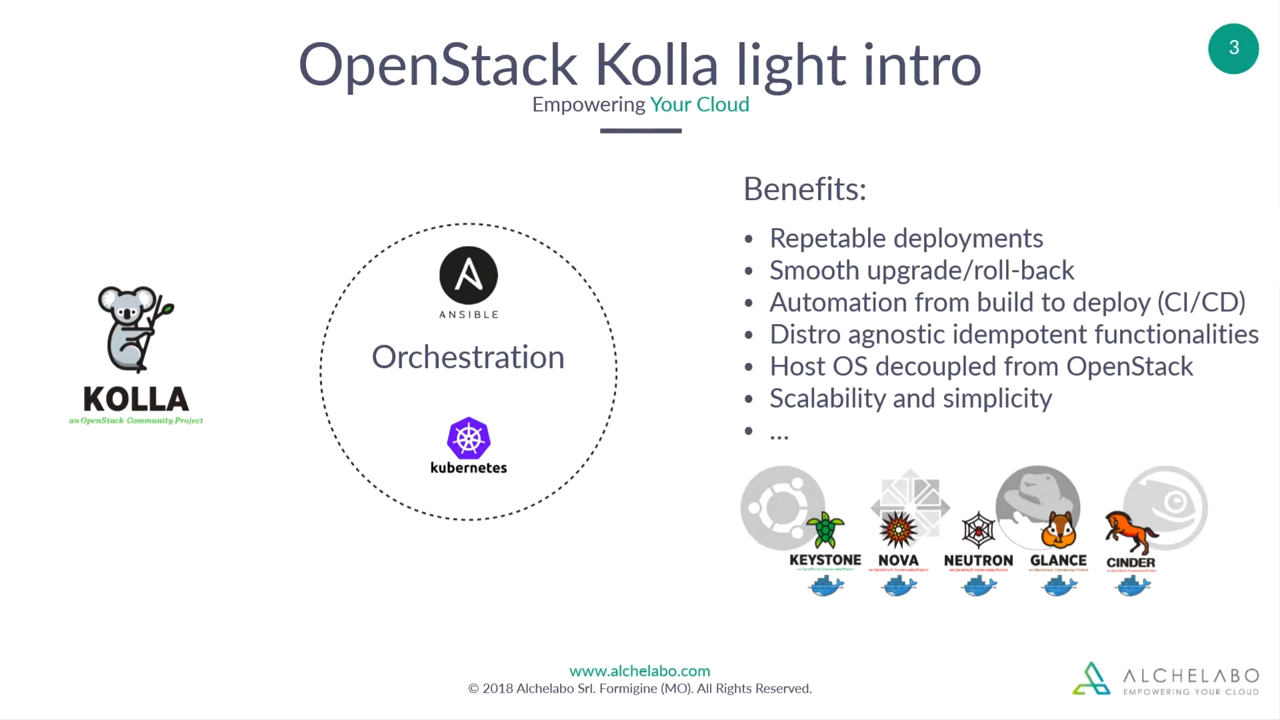 OpenStack Kolla light intro
3
Empowering Your Cloud
Benefits:
• Repetable deployments
• Smooth upgrade/roll-back
• Automation from build to deploy (CI/CD)
• Distro agnostic idempotent functionalities
• Host OS decoupled from OpenStack
• Scalability and simplicity
• ...
ANSIBLE
Orchestration
kubernetes
KOLLA
an OpenStack Community Project
KEYSTONE NOVA NEUTRON GLANCE CINDER
www.alchelabo.com
© 2018 Alchelabo Srl. Formigine (MO). All Rights Reserved.
ALCHELABO
EMPOWERING YOUR CLOUD